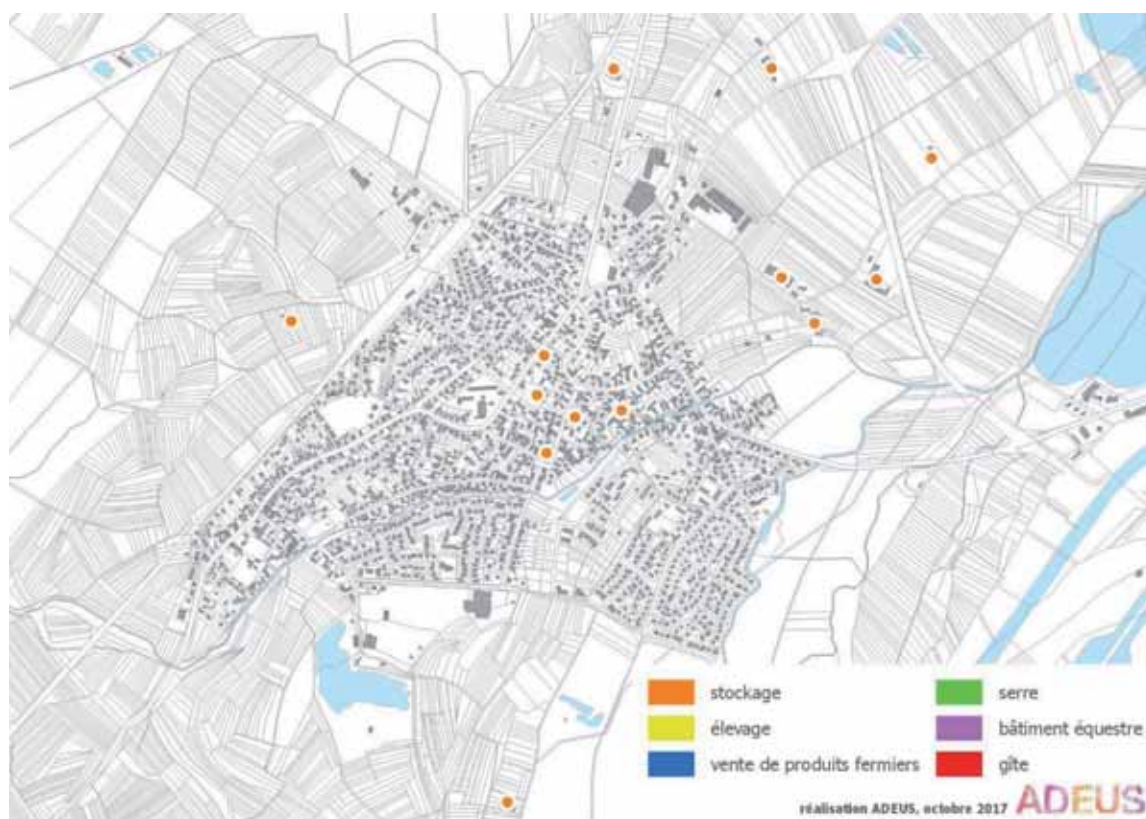 stockage
élevage
vente de produits fermiers
serre
bâtiment équestre
gîte
réalisation ADEUS, octobre 2017
ADEUS